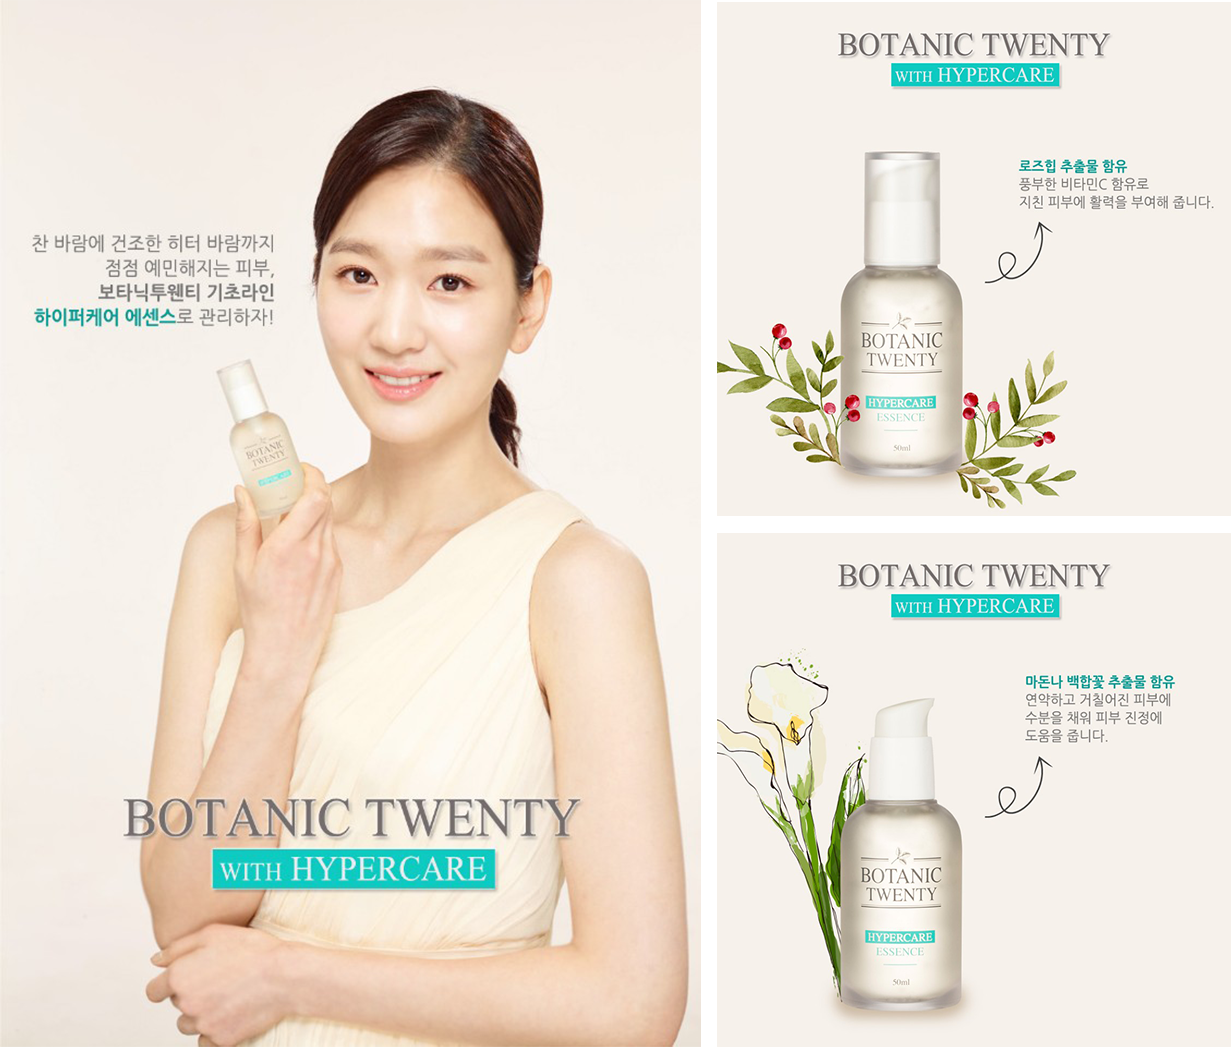 찬 바람에 건조한 히터 바람까지
점점 예민해지는 피부,
보타닉투웬티 기초라인
하이퍼케어 에센스로 관리하자!
BOTANIC
TWENTY
BOTANIC TWENTY
WITH HYPERCARE
BOTANIC TWENTY
WITH HYPERCARE
로즈힙 추출물 함유
풍부한 비타민C 함유로
지친 피부에 활력을 부여해 줍니다.
BOTANIC
TWENTY
HYPERCARE
ESSENCE
50ml
BOTANIC TWENTY
WITH HYPERCARE
마돈나 백합꽃 추출물 함유
연약하고 거칠어진 피부에
수분을 채워 피부 진정에
도움을 줍니다.
BOTANIC
TWENTY
HYPERCARE
ESSENCE
50ml